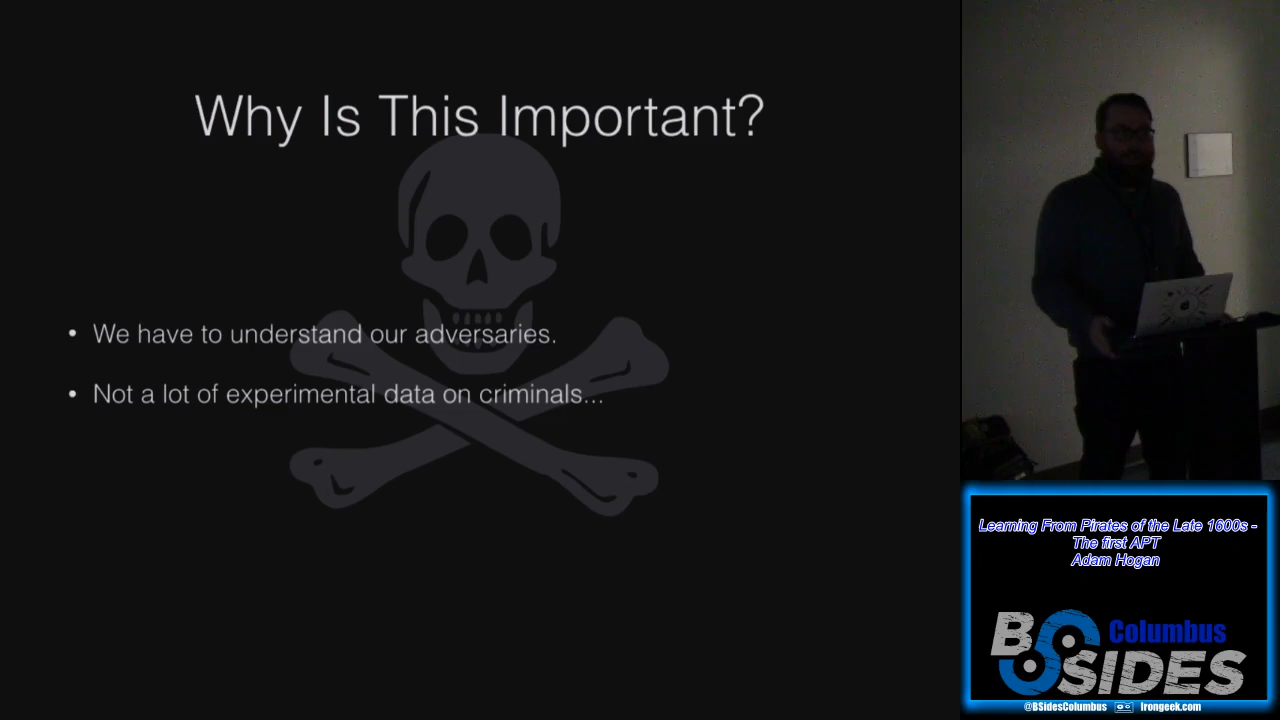 Why Is This Important?
• We have to understand our adversaries.
• Not a lot of experimental data on criminals...
Learning From Pirates of the Late 1600s -
The first APT
Adam Hogan
BSIDES
Columbus
@BSidesColumbus Irongeek.com